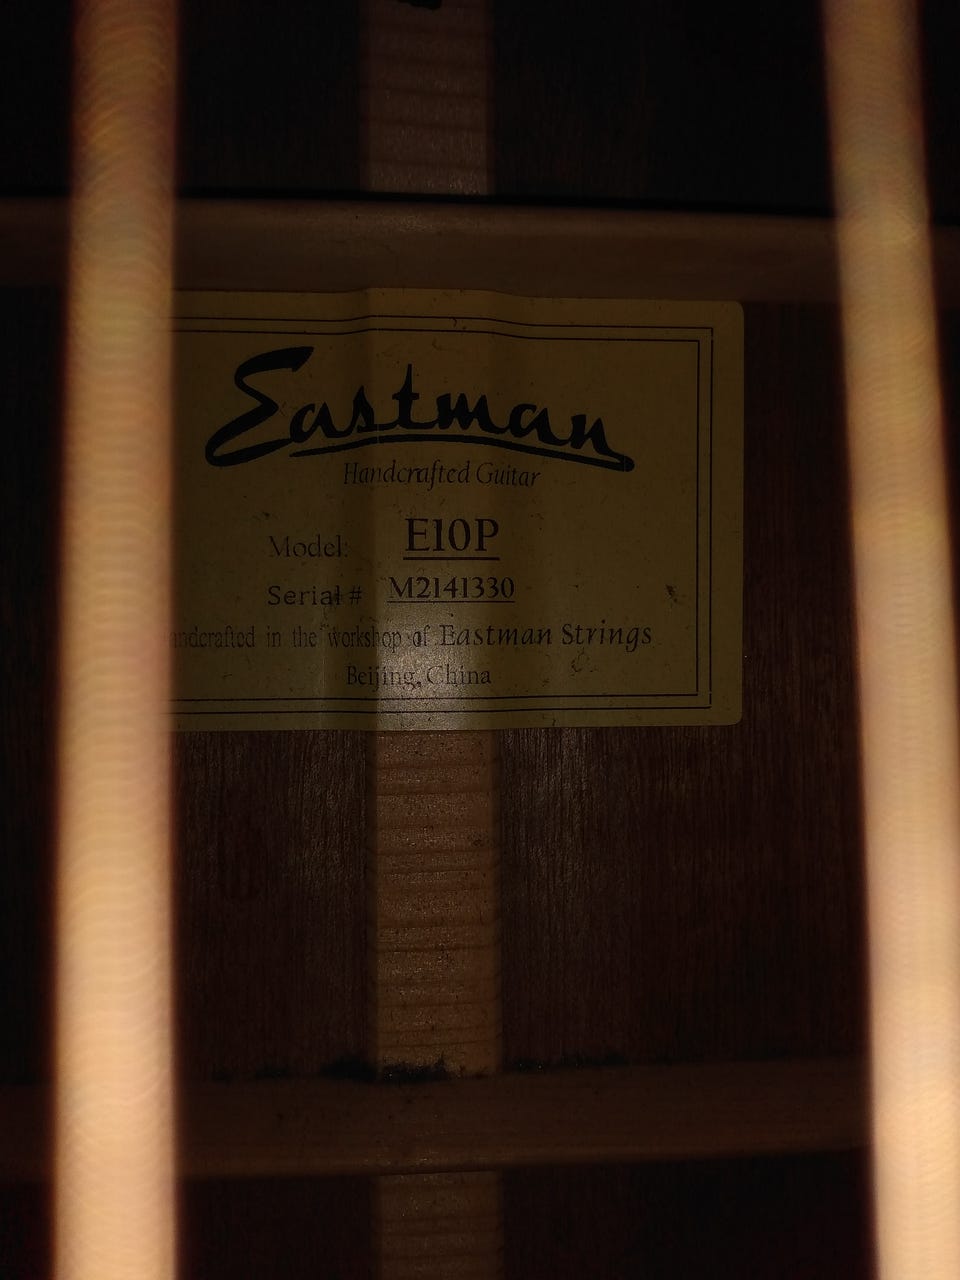 Eastman
Handcrafted Guitar
Model: E10P
Serial # M2141330
andcrafted in the workshop of Eastman Strings
Beijing, China